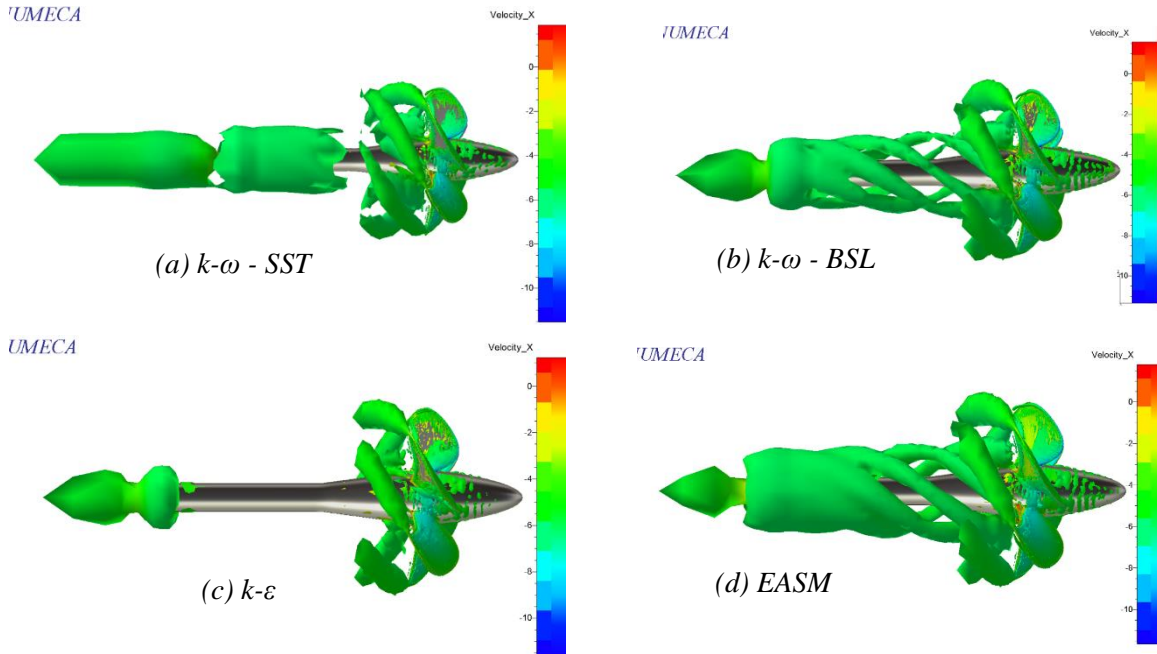 UMECA
Velocity_X
0
-2
-4
-6
-8
-10
(a) k-ω - SST
NUMECA
Velocity_X
0
-2
-4
-6
-8
-10
(b) k-ω - BSL
UMECA
Velocity_X
0
-2
-4
-6
-8
-10
(c) k-ε
UMECA
Velocity_X
0
-2
-4
-6
-8
-10
(d) EASM